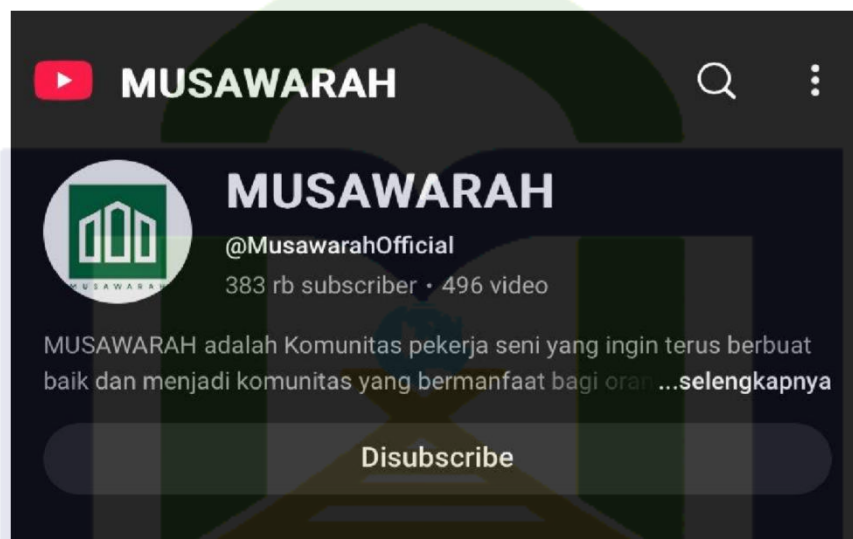 MUSAWARAH
MUSAWARAH
MUSAWARAH
@MusawarahOfficial
383 rb subscriber • 496 video
MUSAWARAH adalah Komunitas pekerja seni yang ingin terus berbuat
baik dan menjadi komunitas yang bermanfaat bagi oran ...selengkapnya
Disubscribe